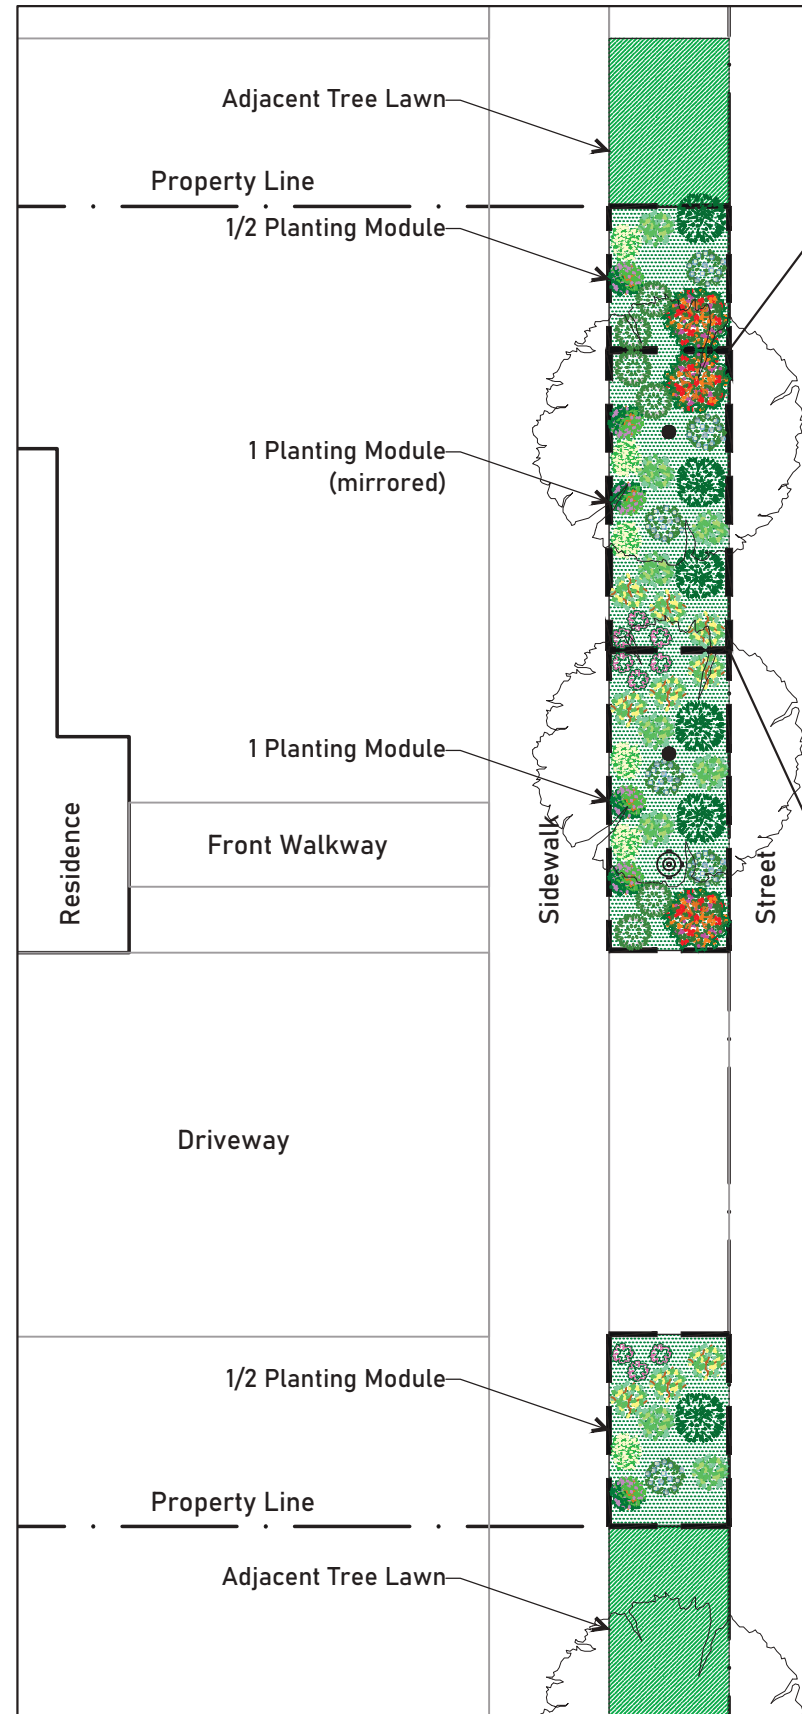 Adjacent Tree Lawn
Property Line
1/2 Planting Module
1 Planting Module
(mirrored)
1 Planting Module
Residence
Front Walkway
Sidewalk
Street
Driveway
1/2 Planting Module
Property Line
Adjacent Tree Lawn